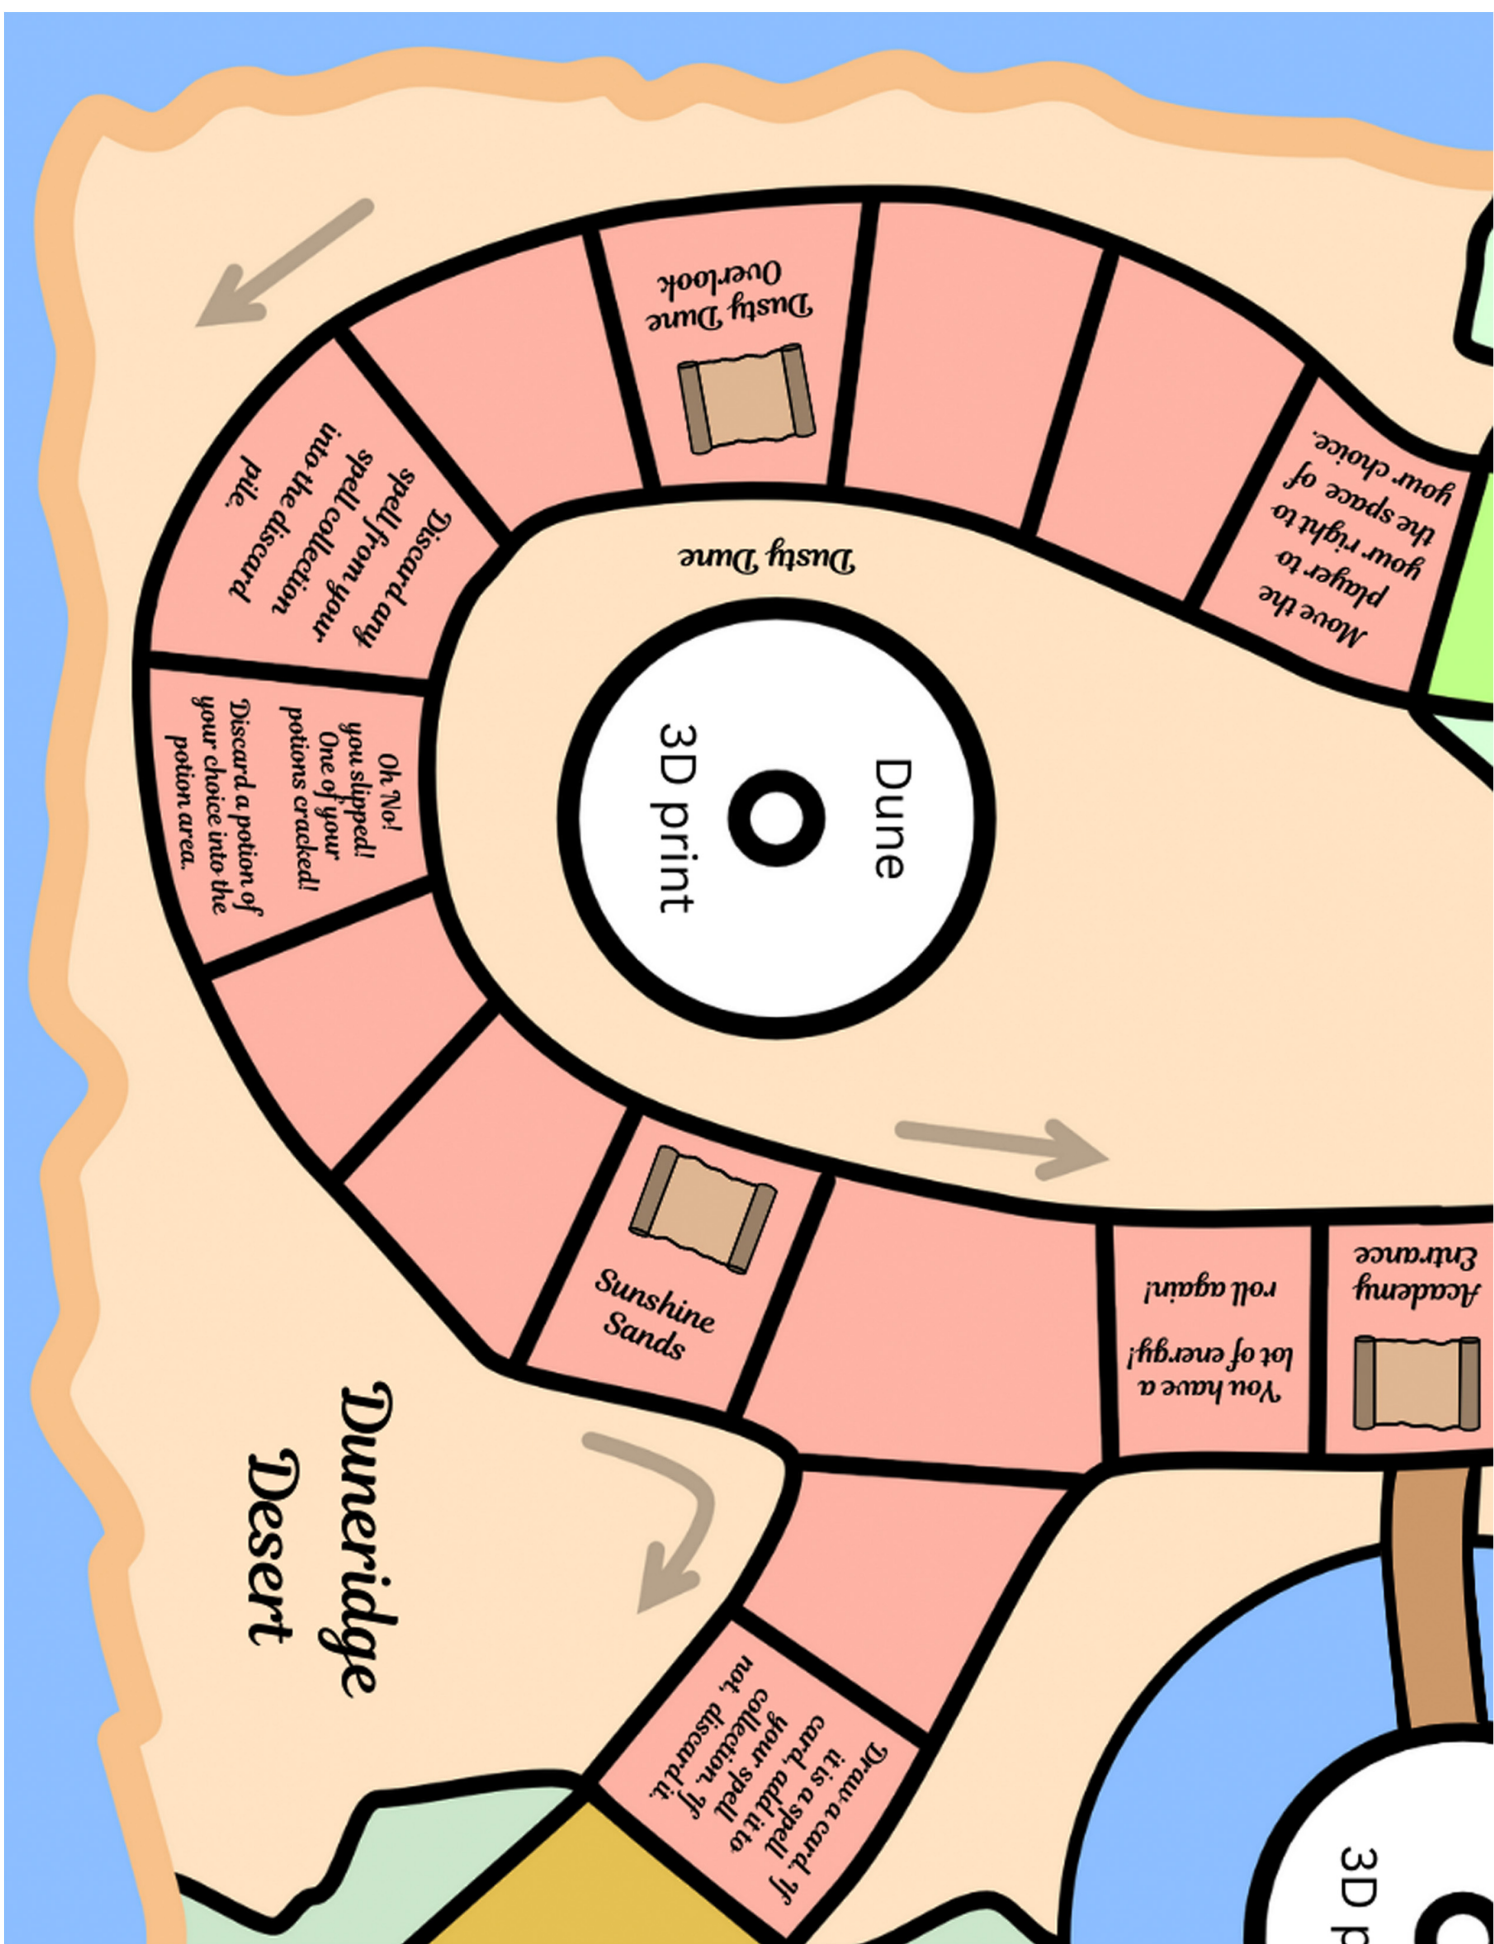 Move the
player to
your right to
the space of
your choice.
Dusty Dune
Overlook
Dusty Dune
Discard any
spell from your
spell collection
into the discard
pile.
Oh No!
you slipped!
One of your
potions cracked!
Discard a potion of
your choice into the
potion area.
Dune
3D print
Sunshine
Sands
You have a
lot of energy!
roll again!
Academy
Entrance
Duneridge
Desert
Draw a card. If
it is a spell
card, add it to
your spell
collection. If
not, discard it.
3D p